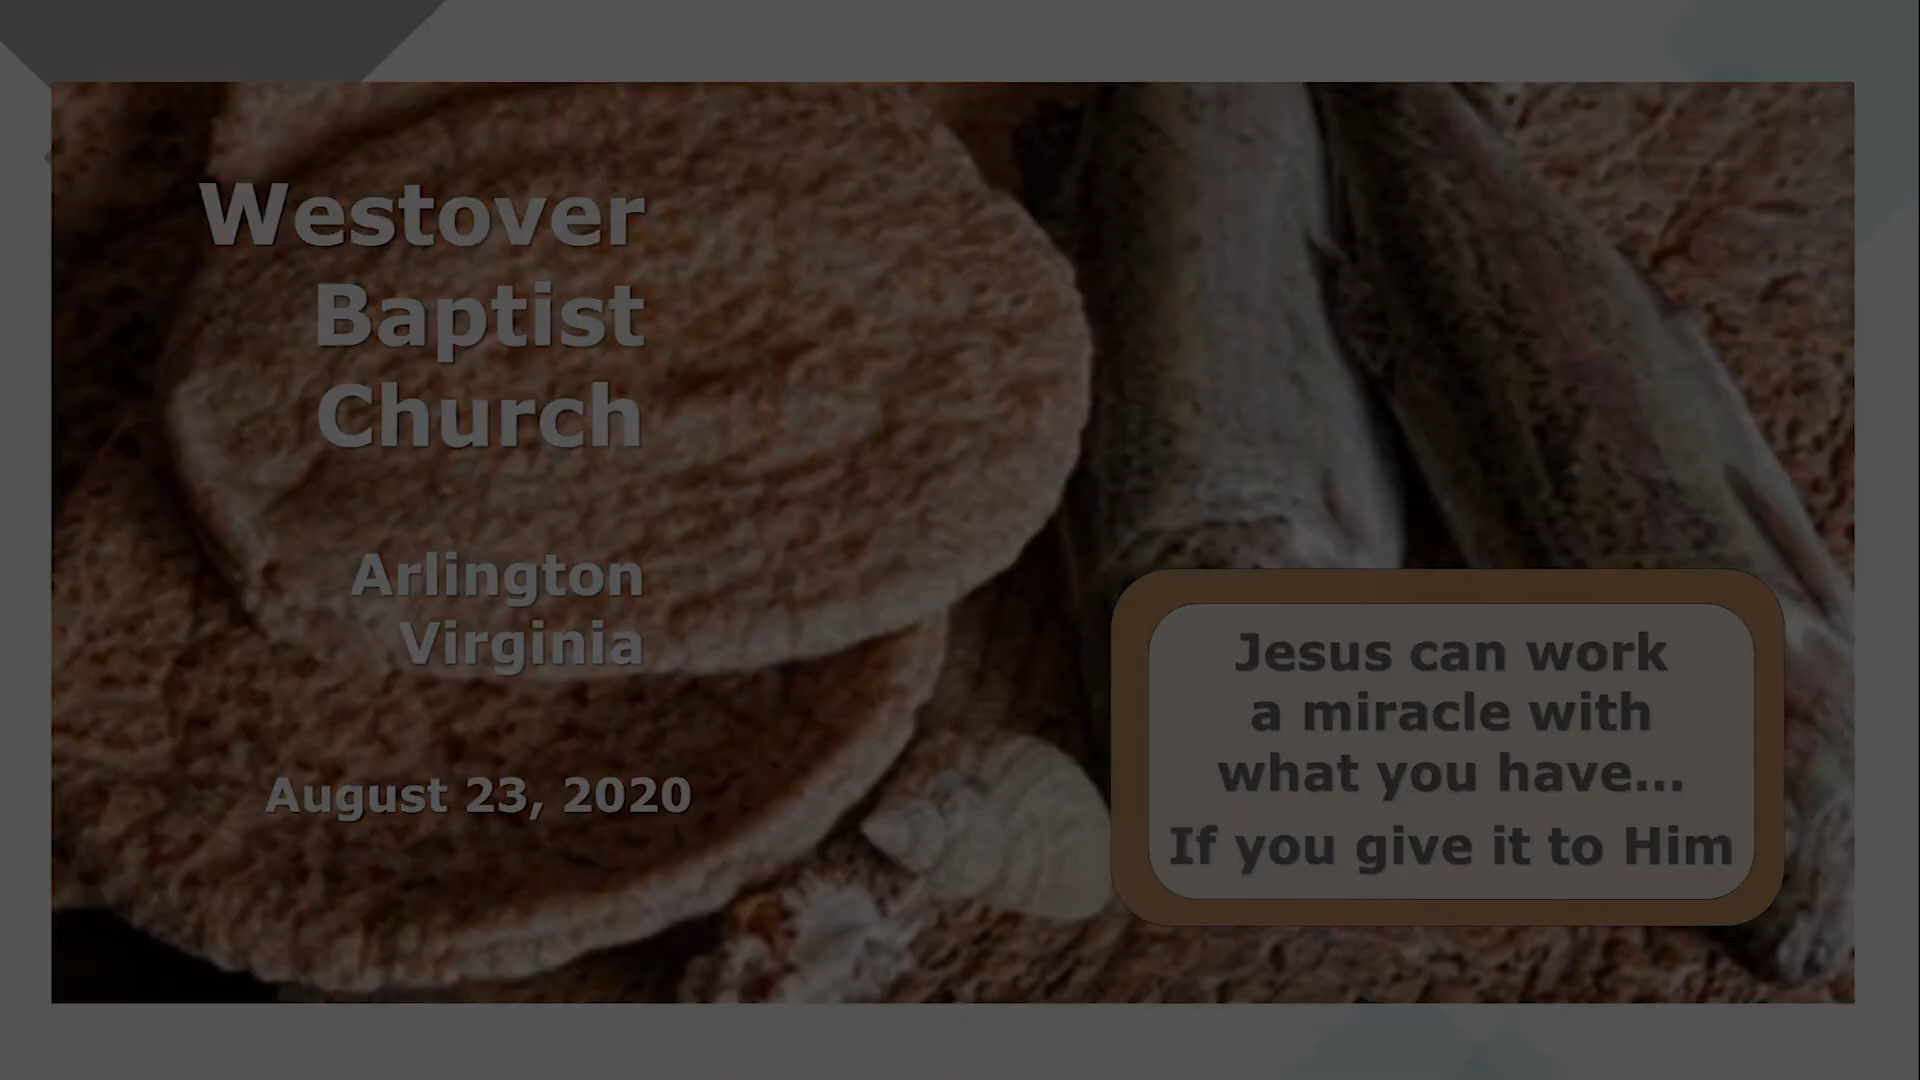 Westover
Baptist
Church
Arlington
Virginia
August 23, 2020
Jesus can work
a miracle with
what you have...
If you give it to Him